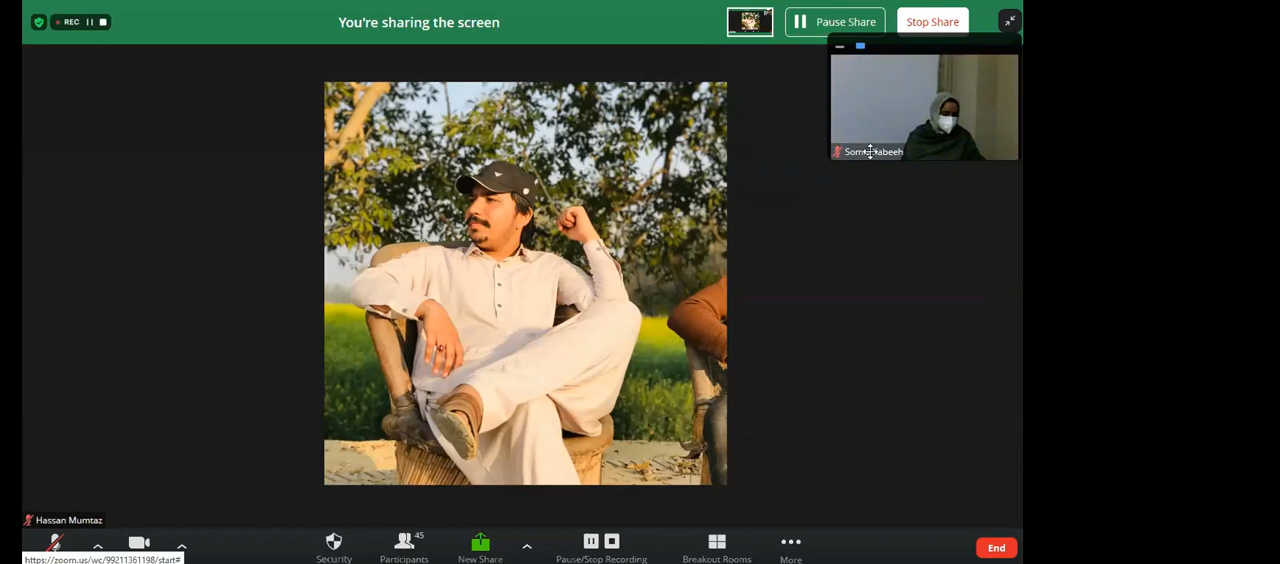 REC
You're sharing the screen
Pause Share
Stop Share
Hassan Mumtaz
45
Security
Participants
New Share
Pause/Stop Recording
Breakout Rooms
More
End
https://zoom.us/wc/99211361198/start#